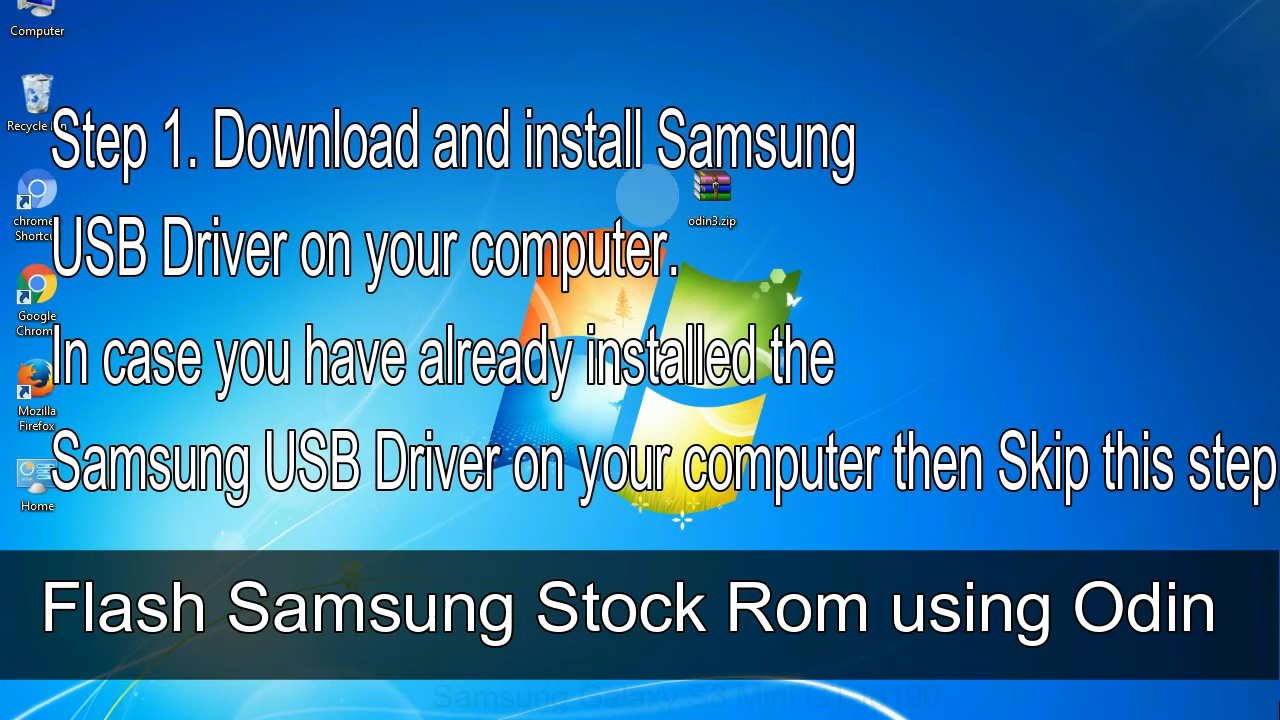 Computer
Recycle
Step 1. Download and install Samsung
odin3.zip
chrome
Shortcu
USB Driver on your computer.
Google
Chrom
In case you have already installed the
Mozilla
Firefox
Samsung USB Driver on your computer then Skip this step
Home
Flash Samsung Stock Rom using Odin
Samsung Galaxy S3 Mini